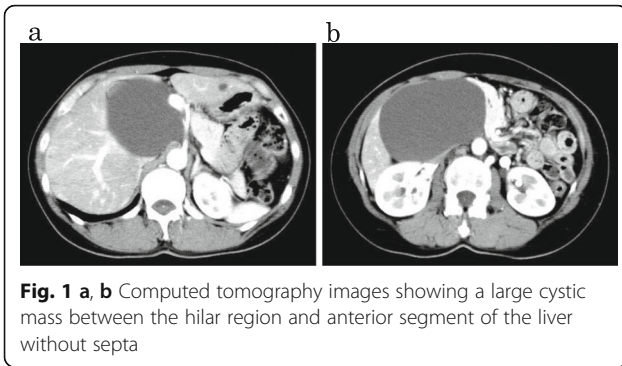 a
b
Fig. 1 a, b Computed tomography images showing a large cystic
mass between the hilar region and anterior segment of the liver
without septa